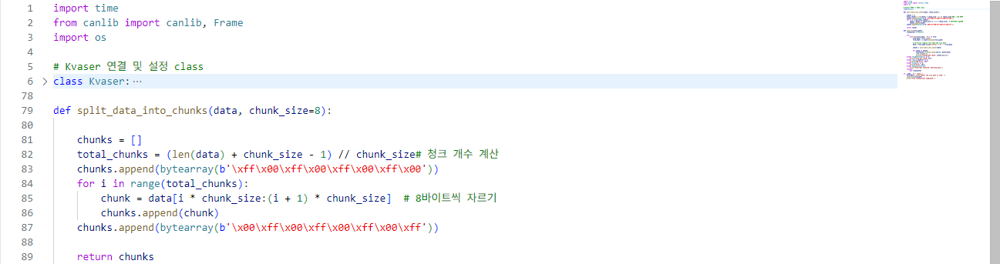 1 import time
2 from canlib import canlib, Frame
3 import os
4
5 # Kvaser 연결 및 설정 class
6 > class Kvaser:…
78
79 def split_data_into_chunks(data, chunk_size=8):
80
81 chunks = []
82 total_chunks = (len(data) + chunk_size - 1) // chunk_size# 청크 개수 계산
83 chunks.append(bytearray(b'\xff\x00\xff\x00\xff\x00\xff\x00'))
84 for i in range(total_chunks):
85 chunk = data[i * chunk_size:(i + 1) * chunk_size]  # 8바이트씩 자르기
86 chunks.append(chunk)
87 chunks.append(bytearray(b'\x00\xff\x00\xff\x00\xff\x00\xff'))
88
89 return chunks